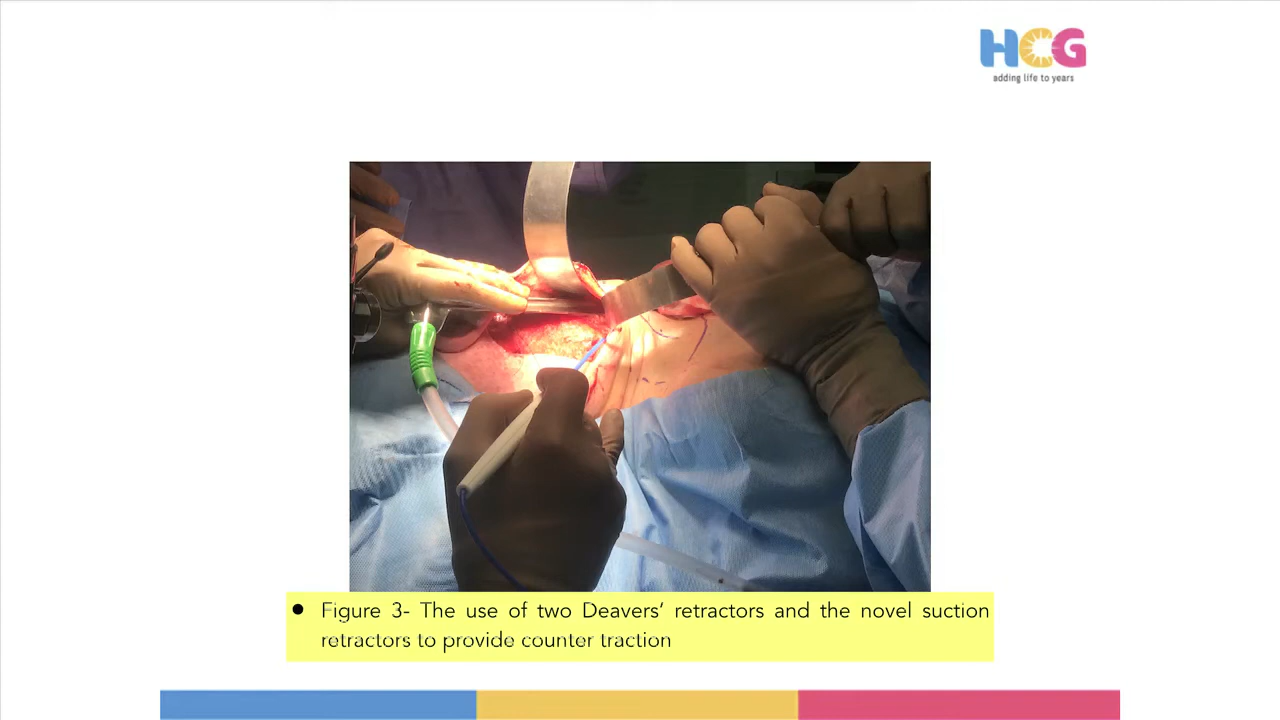 HCG
adding life to years
● Figure 3- The use of two Deavers’ retractors and the novel suction
retractors to provide counter traction